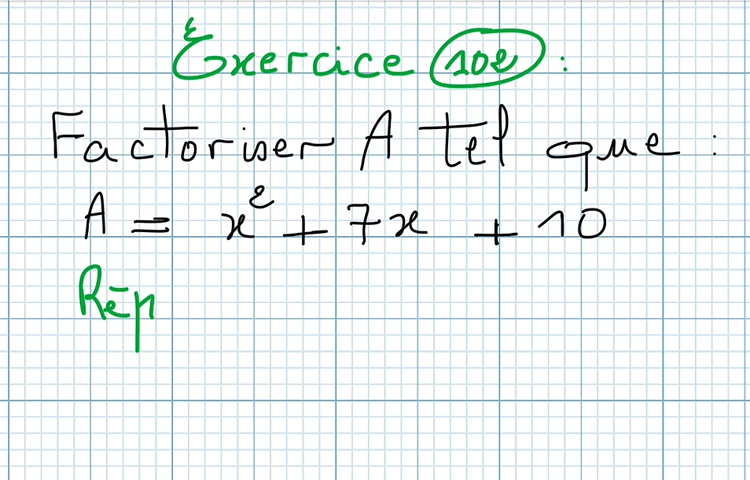 Exercice 102 :
Factoriser A tel que :
A = x² + 7x + 10
Rép